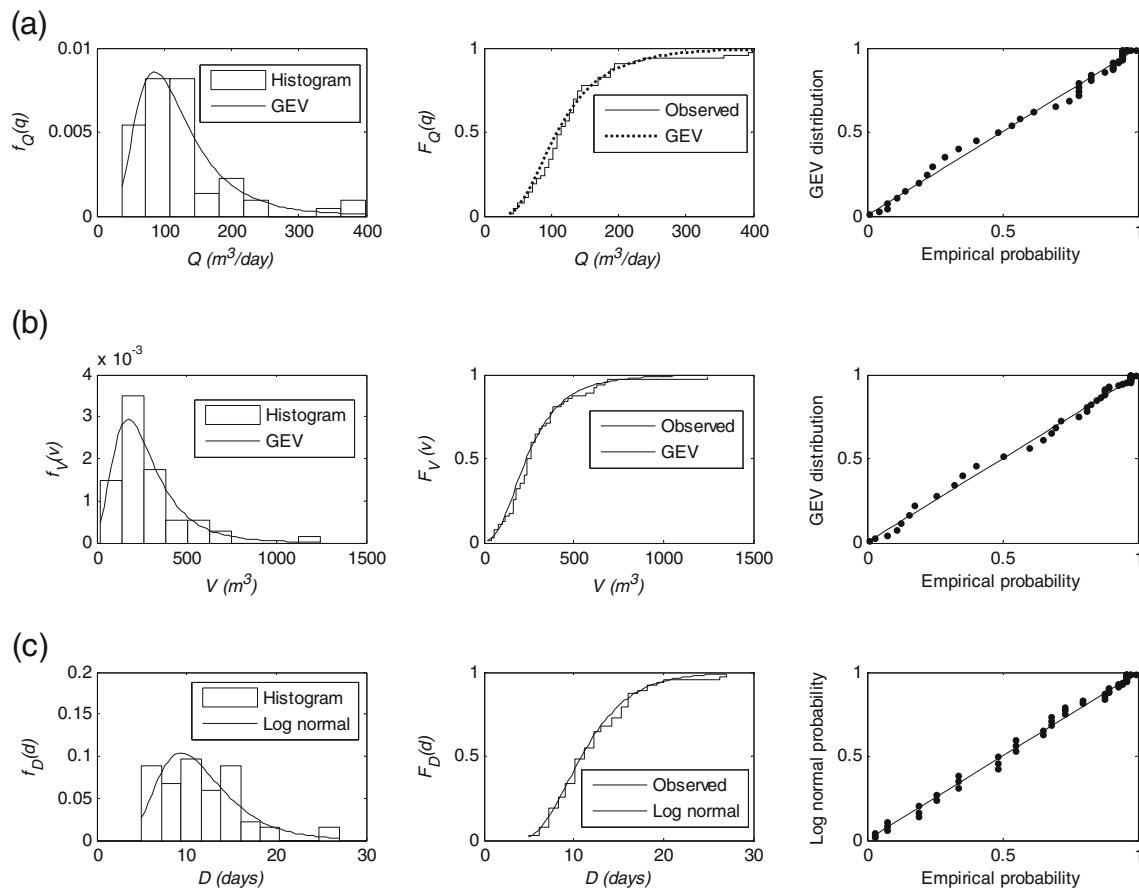 (a)
0.01
0.005
0
0 100 200 300 400
f_Q(q)
Q (m³/day)
Histogram
GEV
1
0.5
0
0 100 200 300 400
F_Q(q)
Q (m³/day)
Observed
GEV
1
0.5
0
0 0.5 1
GEV distribution
Empirical probability
(b)
x 10⁻³
4
3
2
1
0
0 500 1000 1500
f_V(v)
V (m³)
Histogram
GEV
1
0.5
0
0 500 1000 1500
F_V (v)
V (m³)
Observed
GEV
1
0.5
0
0 0.5 1
GEV distribution
Empirical probability
(c)
0.2
0.15
0.1
0.05
0
0 10 20 30
f_D(d)
D (days)
Histogram
Log normal
1
0.5
0
0 10 20 30
F_D(d)
D (days)
Observed
Log normal
1
0.5
0
0 0.5 1
Log normal probability
Empirical probability